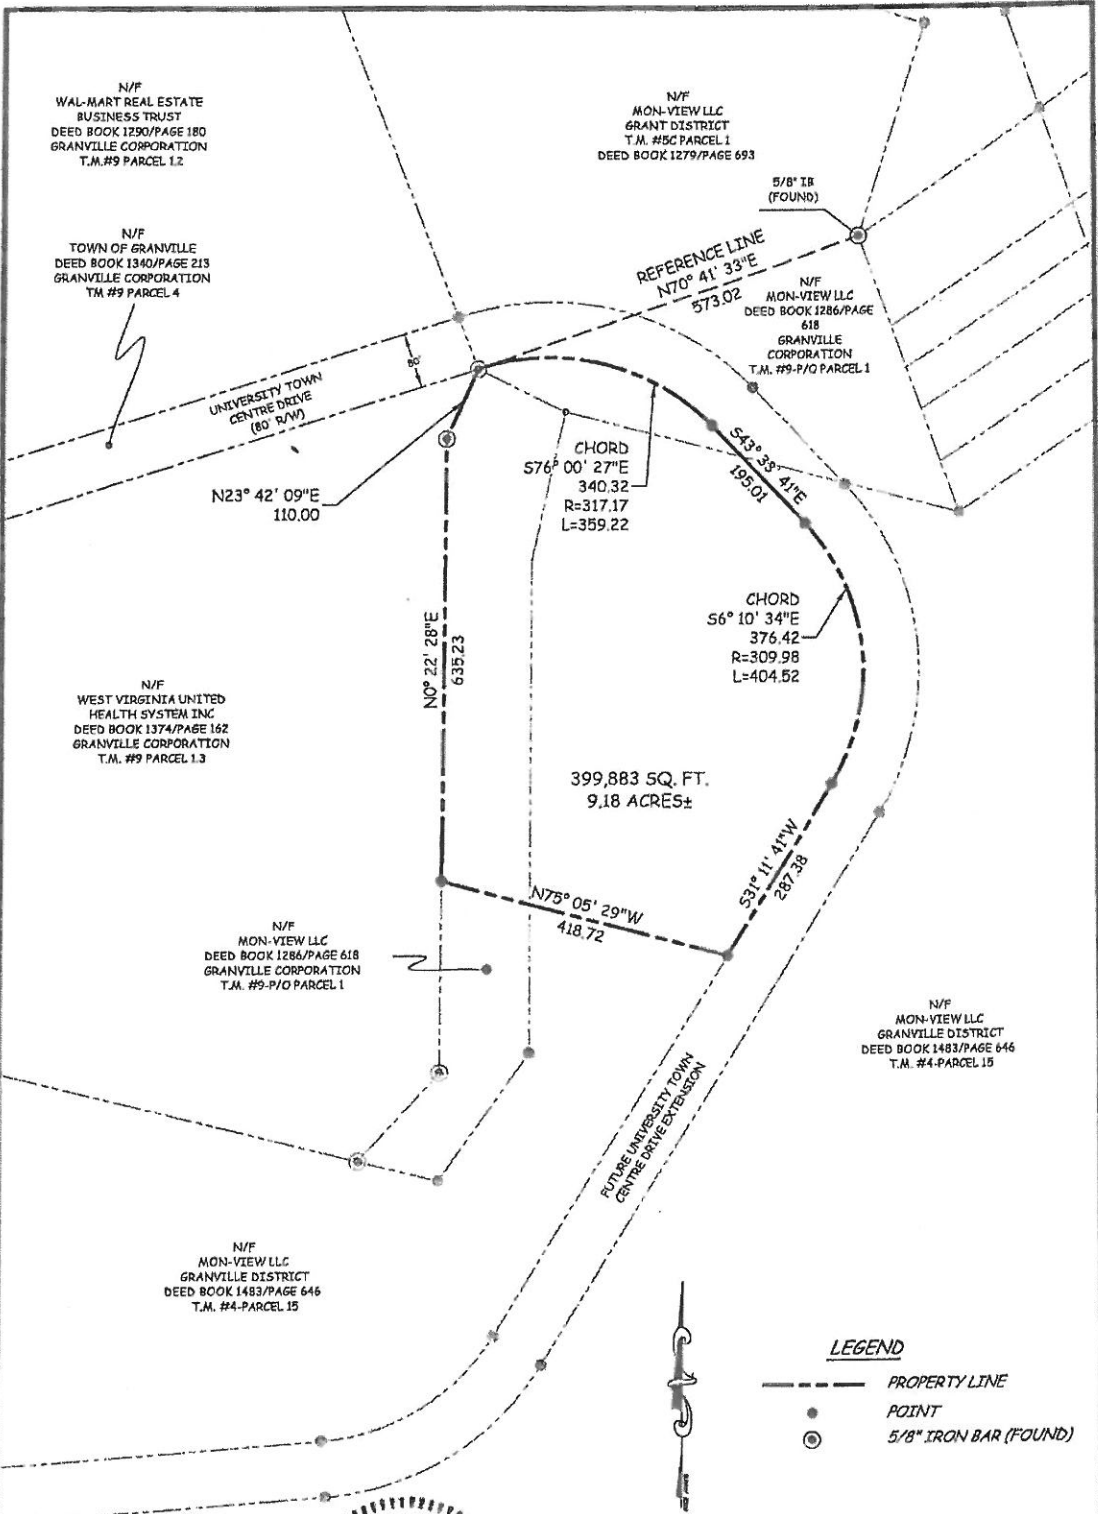 N/F
WAL-MART REAL ESTATE
BUSINESS TRUST
DEED BOOK 1290/PAGE 180
GRANVILLE CORPORATION
T.M.#9 PARCEL 1.2
N/F
MON-VIEW LLC
GRANT DISTRICT
T.M. #5C PARCEL 1
DEED BOOK 1279/PAGE 693
5/8" IB
(FOUND)
N/F
TOWN OF GRANVILLE
DEED BOOK 1340/PAGE 213
GRANVILLE CORPORATION
TM #9 PARCEL 4
REFERENCE LINE
N70° 41' 33"E
573.02
N/F
MON-VIEW LLC
DEED BOOK 1286/PAGE
618
GRANVILLE
CORPORATION
T.M. #9-P/O PARCEL 1
80'
UNIVERSITY TOWN
CENTRE DRIVE
(80' R/W)
N23° 42' 09"E
110.00
CHORD
S76° 00' 27"E
340.32
R=317.17
L=359.22
S43° 33' 41"E
195.01
CHORD
S6° 10' 34"E
376.42
R=309.98
L=404.52
N0° 22' 28"E
635.23
N/F
WEST VIRGINIA UNITED
HEALTH SYSTEM INC
DEED BOOK 1374/PAGE 162
GRANVILLE CORPORATION
T.M. #9 PARCEL 1.3
399,883 SQ. FT.
9.18 ACRES±
S31° 11' 41"W
287.38
N75° 05' 29"W
418.72
N/F
MON-VIEW LLC
DEED BOOK 1286/PAGE 618
GRANVILLE CORPORATION
T.M. #9-P/O PARCEL 1
N/F
MON-VIEW LLC
GRANVILLE DISTRICT
DEED BOOK 1483/PAGE 646
T.M. #4-PARCEL 15
FUTURE UNIVERSITY TOWN
CENTRE DRIVE EXTENSION
N/F
MON-VIEW LLC
GRANVILLE DISTRICT
DEED BOOK 1483/PAGE 646
T.M. #4-PARCEL 15
LEGEND
PROPERTY LINE
POINT
5/8" IRON BAR (FOUND)